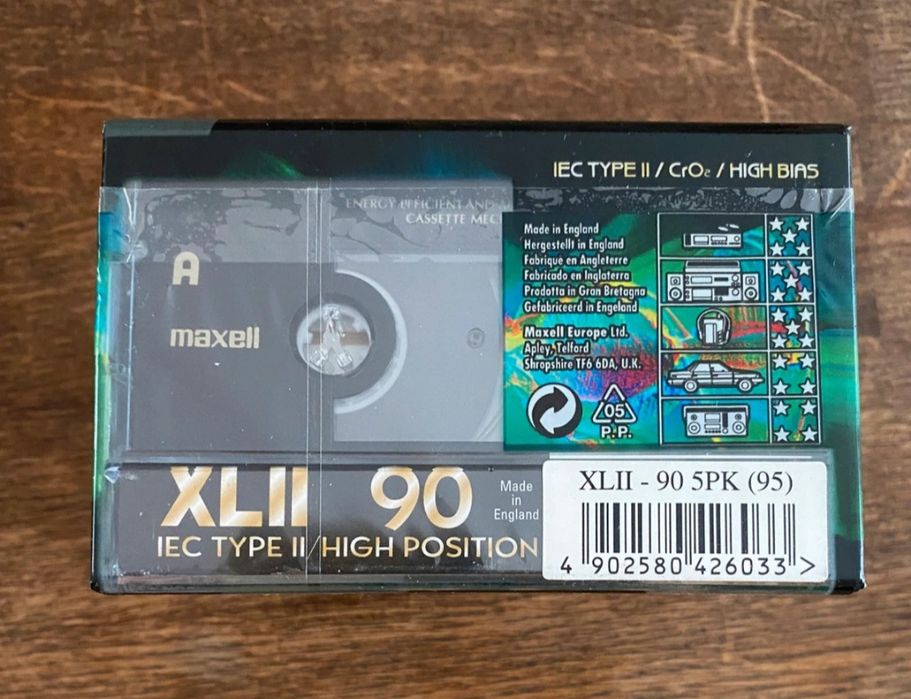 IEC TYPE II / CrO₂ / HIGH BIAS
ENERGY EFFICIENT AND
CASSETTE MEC
A
maxell
Made in England
Hergestellt in England
Fabriqué en Angleterre
Fabricado en Inglaterra
Prodotta in Gran Bretagna
Gefabriceerd in Engeland
Maxell Europe Ltd.
Apley, Telford
Shropshire TF6 6DA, U.K.
05
P.P.
XLII 90
Made
in
England
IEC TYPE II/HIGH POSITION
XLII - 90 5PK (95)
4 902580 426033 >